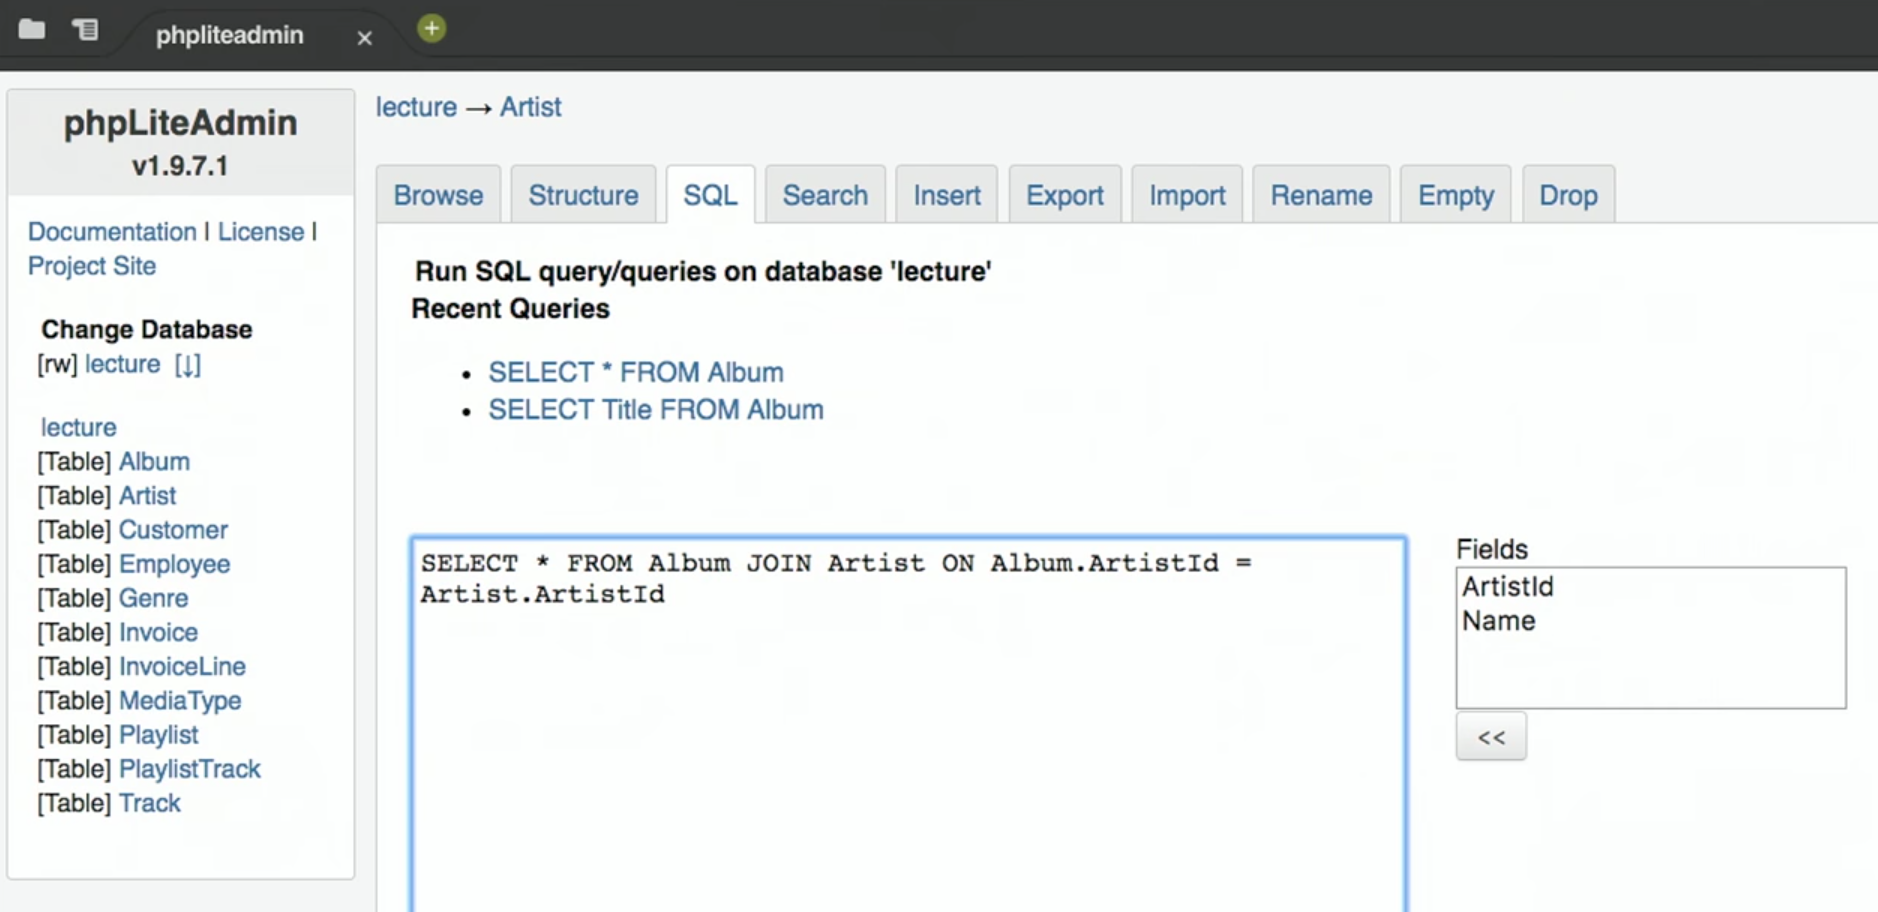 phpliteadmin
phpLiteAdmin
v1.9.7.1
Documentation | License |
Project Site
Change Database
[rw] lecture [↓]
lecture
[Table] Album
[Table] Artist
[Table] Customer
[Table] Employee
[Table] Genre
[Table] Invoice
[Table] InvoiceLine
[Table] MediaType
[Table] Playlist
[Table] PlaylistTrack
[Table] Track
lecture → Artist
Browse Structure SQL Search Insert Export Import Rename Empty Drop
Run SQL query/queries on database 'lecture'
Recent Queries
• SELECT * FROM Album
• SELECT Title FROM Album
SELECT * FROM Album JOIN Artist ON Album.ArtistId =
Artist.ArtistId
Fields
ArtistId
Name
<<